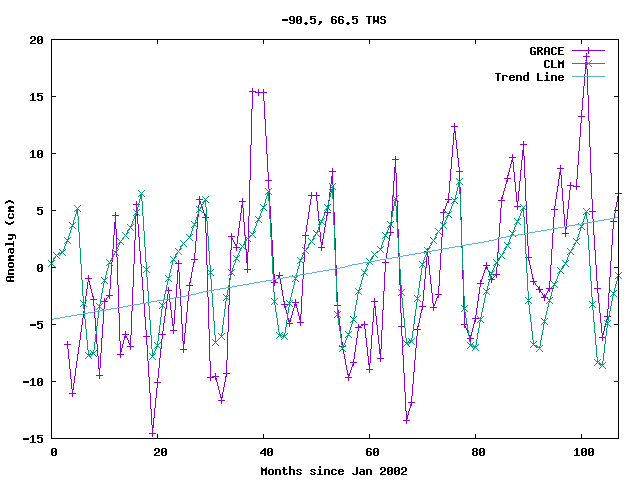 -90.5, 66.5 TWS
20
15
10
5
0
-5
-10
-15
0 20 40 60 80 100
Anomaly (cm)
Months since Jan 2002
GRACE
CLM
Trend Line